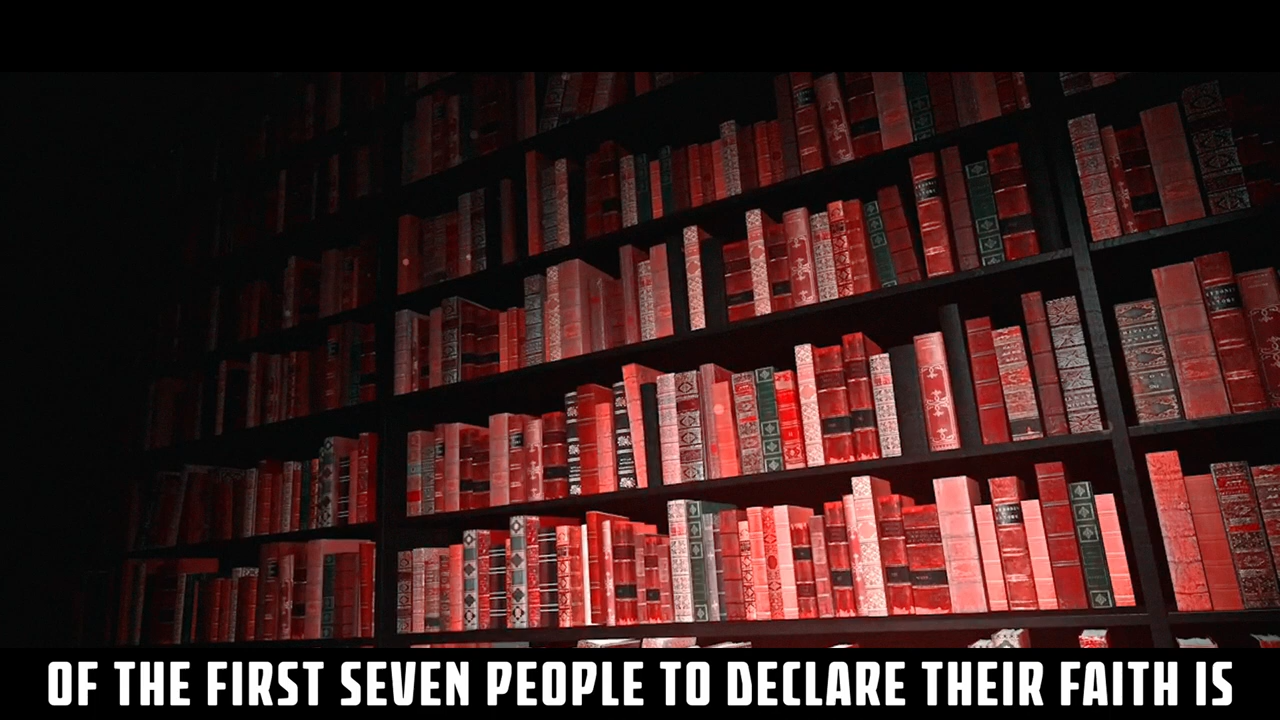 OF THE FIRST SEVEN PEOPLE TO DECLARE THEIR FAITH IS